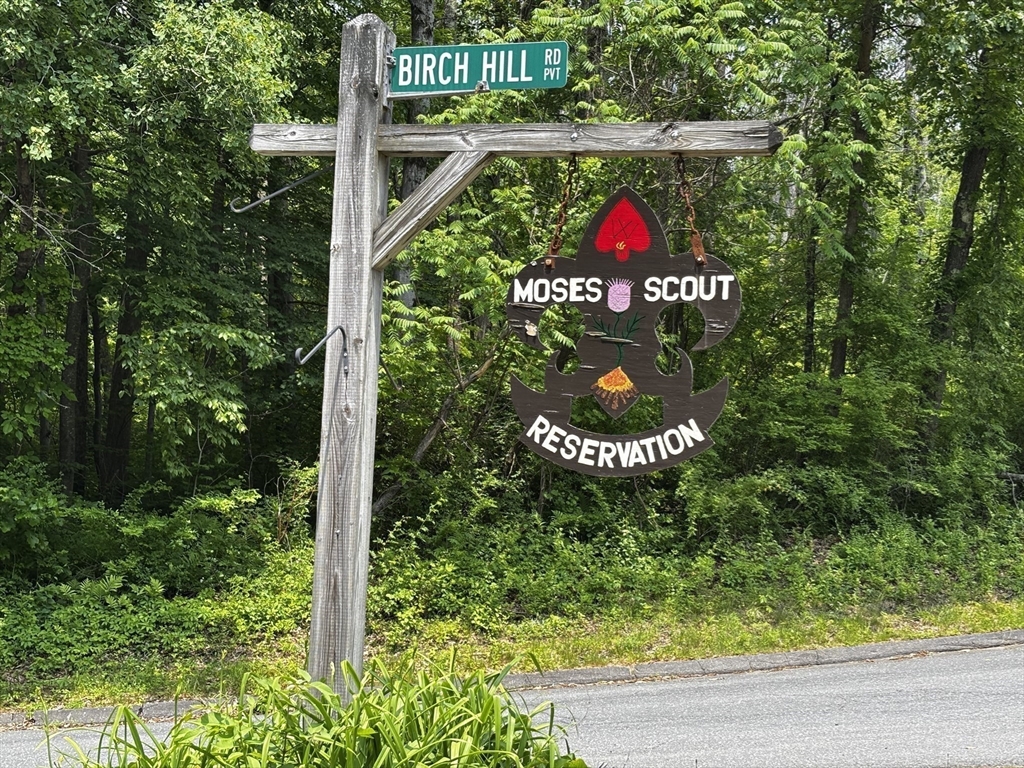 BIRCH HILL RD PVT
MOSES SCOUT
RESERVATION